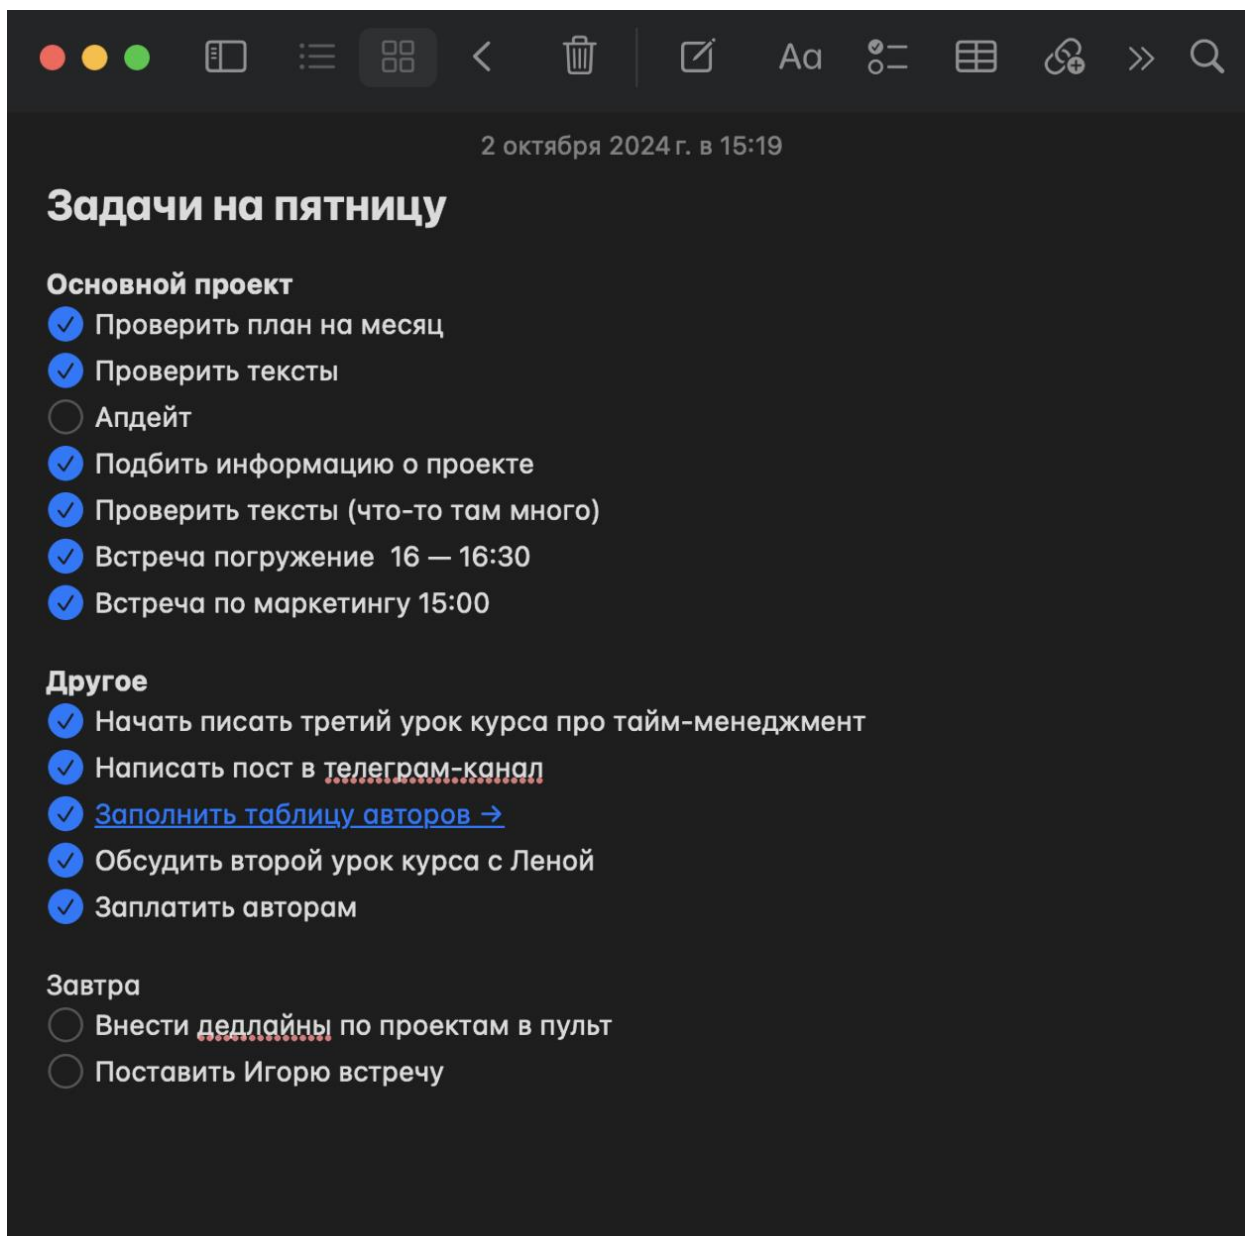 Aa
2 октября 2024 г. в 15:19
Задачи на пятницу
Основной проект
Проверить план на месяц
Проверить тексты
Апдейт
Подбить информацию о проекте
Проверить тексты (что-то там много)
Встреча погружение  16 — 16:30
Встреча по маркетингу 15:00
Другое
Начать писать третий урок курса про тайм-менеджмент
Написать пост в телеграм-канал
Заполнить таблицу авторов →
Обсудить второй урок курса с Леной
Заплатить авторам
Завтра
Внести дедлайны по проектам в пульт
Поставить Игорю встречу